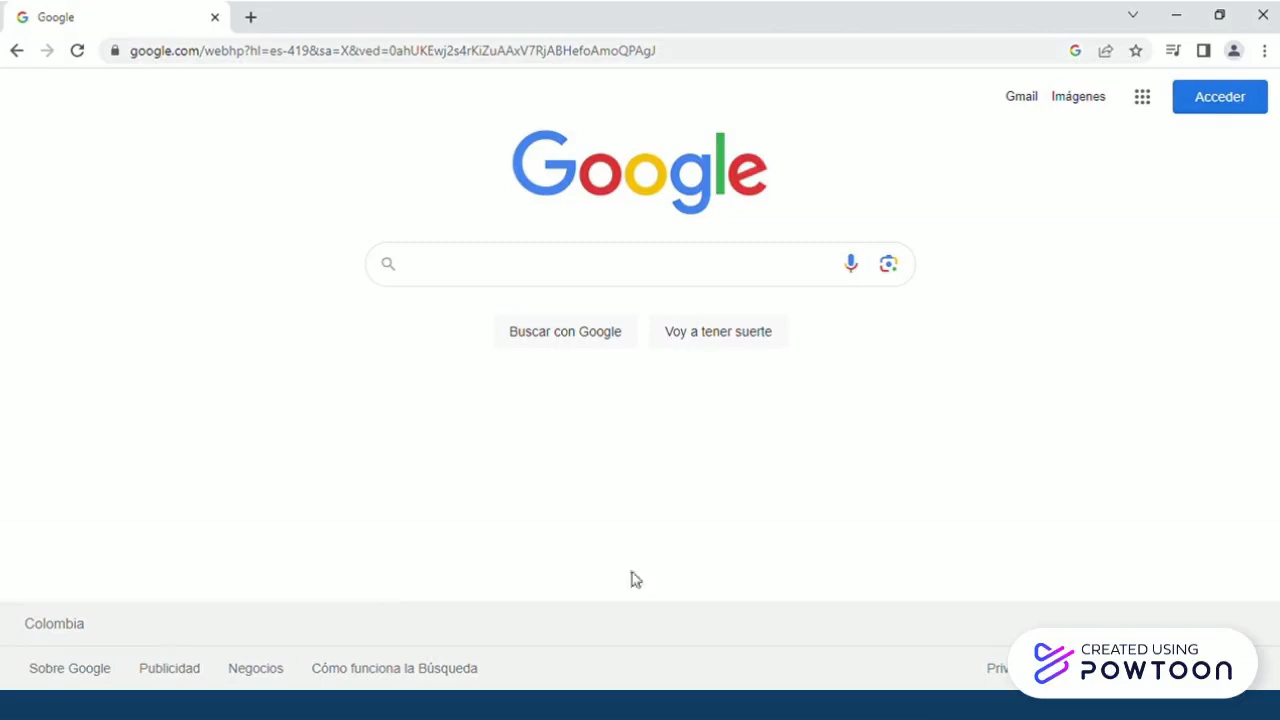 Google
google.com/webhp?hl=es-419&sa=X&ved=0ahUKEwj2s4rKiZuAAxV7RjABHefoAmoQPAgJ
Gmail Imágenes Acceder
Google
Buscar con Google Voy a tener suerte
Colombia
Sobre Google Publicidad Negocios Cómo funciona la Búsqueda
CREATED USING
POWTOON